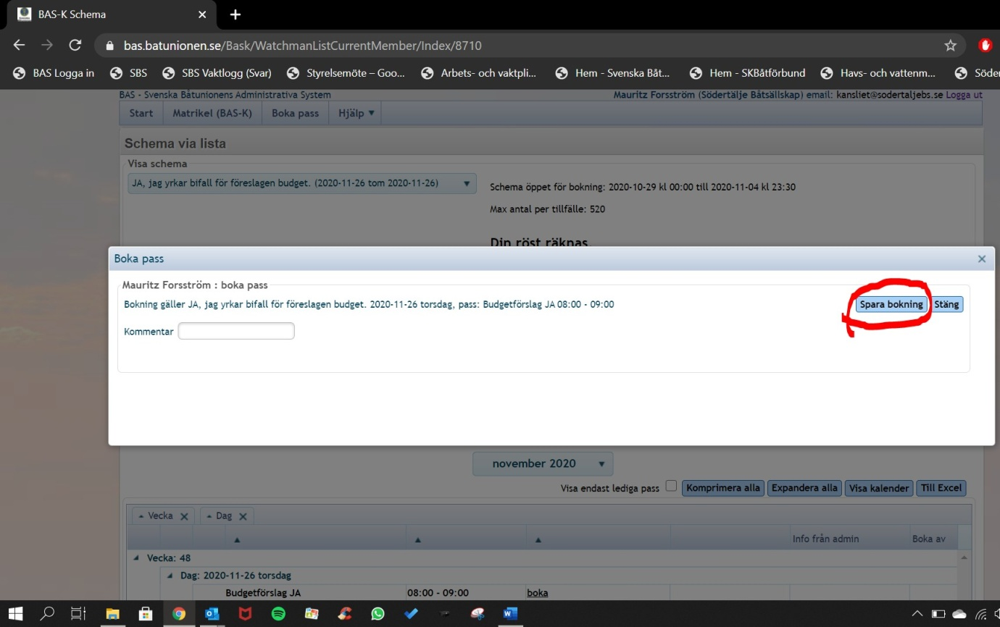 BAS-K Schema
bas.batunionen.se/Bask/WatchmanListCurrentMember/Index/8710
BAS Logga in SBS SBS Vaktlogg (Svar) Styrelsemöte – Goo... Arbets- och vaktpli... Hem - Svenska Båt... Hem - SKBåtförbund Havs- och vattenm... Söder
BAS - Svenska Båtunionens Administrativa System Mauritz Forsström (Södertälje Båtsällskap) email: kansliet@sodertaljebs.se Logga ut
Start Matrikel (BAS-K) Boka pass Hjälp
Schema via lista
Visa schema
JA, jag yrkar bifall för föreslagen budget. (2020-11-26 tom 2020-11-26)
Schema öppet för bokning: 2020-10-29 kl 00:00 till 2020-11-04 kl 23:30
Max antal per tillfälle: 520
Din röst räknas.
Boka pass
Mauritz Forsström : boka pass
Bokning gäller JA, jag yrkar bifall för föreslagen budget. 2020-11-26 torsdag, pass: Budgetförslag JA 08:00 - 09:00 Spara bokning Stäng
Kommentar
november 2020
Visa endast lediga pass Komprimera alla Expandera alla Visa kalender Till Excel
Vecka Dag
Info från admin Boka av
Vecka: 48
Dag: 2020-11-26 torsdag
Budgetförslag JA 08:00 - 09:00 boka